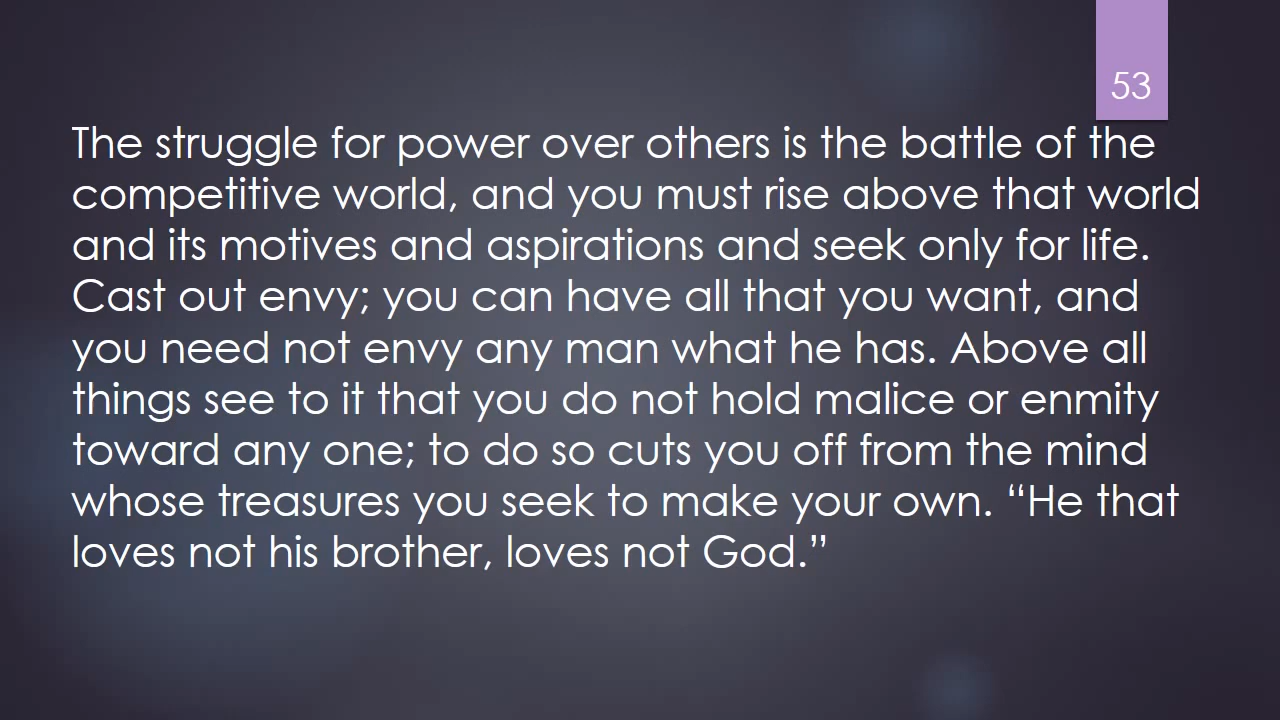 53
The struggle for power over others is the battle of the
competitive world, and you must rise above that world
and its motives and aspirations and seek only for life.
Cast out envy; you can have all that you want, and
you need not envy any man what he has. Above all
things see to it that you do not hold malice or enmity
toward any one; to do so cuts you off from the mind
whose treasures you seek to make your own. “He that
loves not his brother, loves not God.”